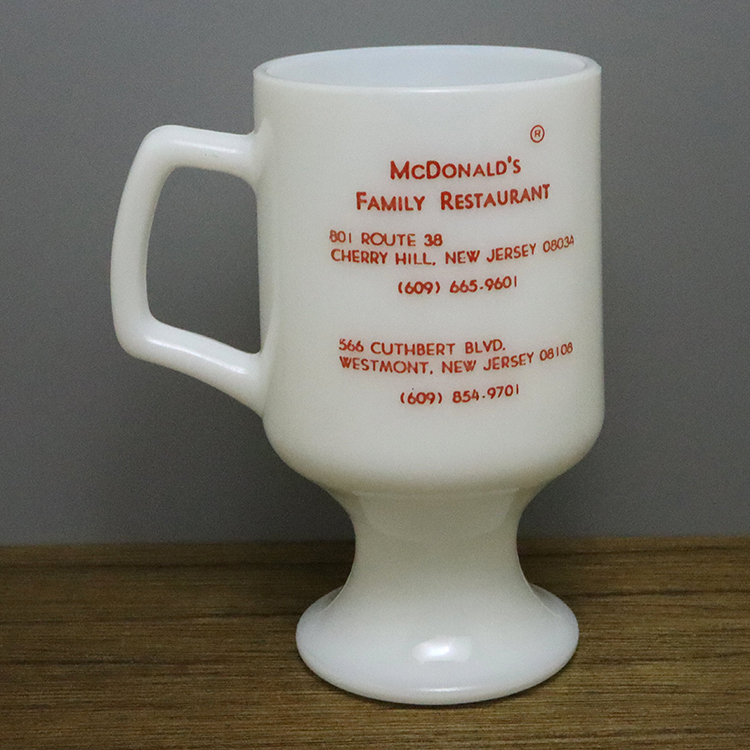 ®
McDonald's
Family Restaurant
801 ROUTE 38
CHERRY HILL, NEW JERSEY 08034
(609) 665-9601
566 CUTHBERT BLVD.
WESTMONT, NEW JERSEY 08108
(609) 854-9701